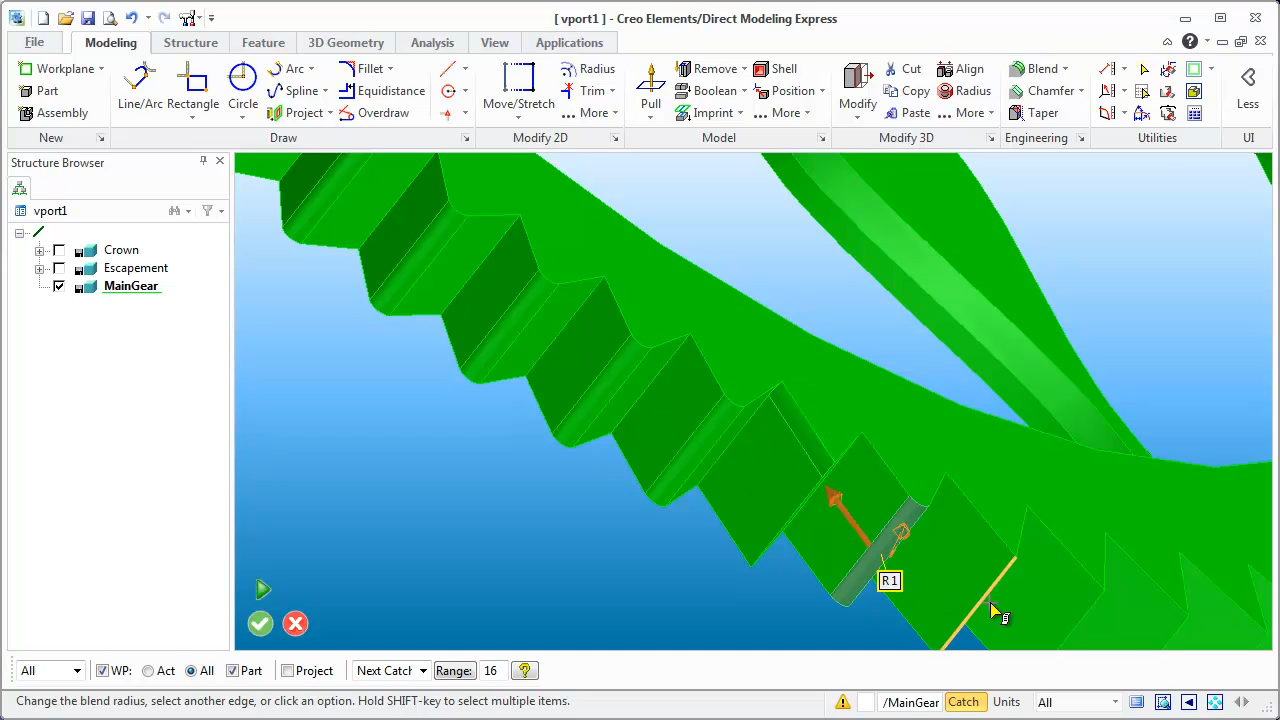 [ vport1 ] - Creo Elements/Direct Modeling Express
File Modeling Structure Feature 3D Geometry Analysis View Applications
Workplane Arc Fillet Radius Remove Shell Cut Align Blend
Line/Arc Rectangle Circle Move/Stretch Pull Modify Less
Part Spline Equidistance Trim Boolean Position Copy Radius Chamfer
Assembly Project Overdraw More Imprint More Paste More Taper
New Draw Modify 2D Model Modify 3D Engineering Utilities UI
Structure Browser
vport1
Crown
Escapement
MainGear
R1
All WP: Act All Part Project Next Catch Range: 16 ?
Change the blend radius, select another edge, or click an option. Hold SHIFT-key to select multiple items. /MainGear Catch Units All